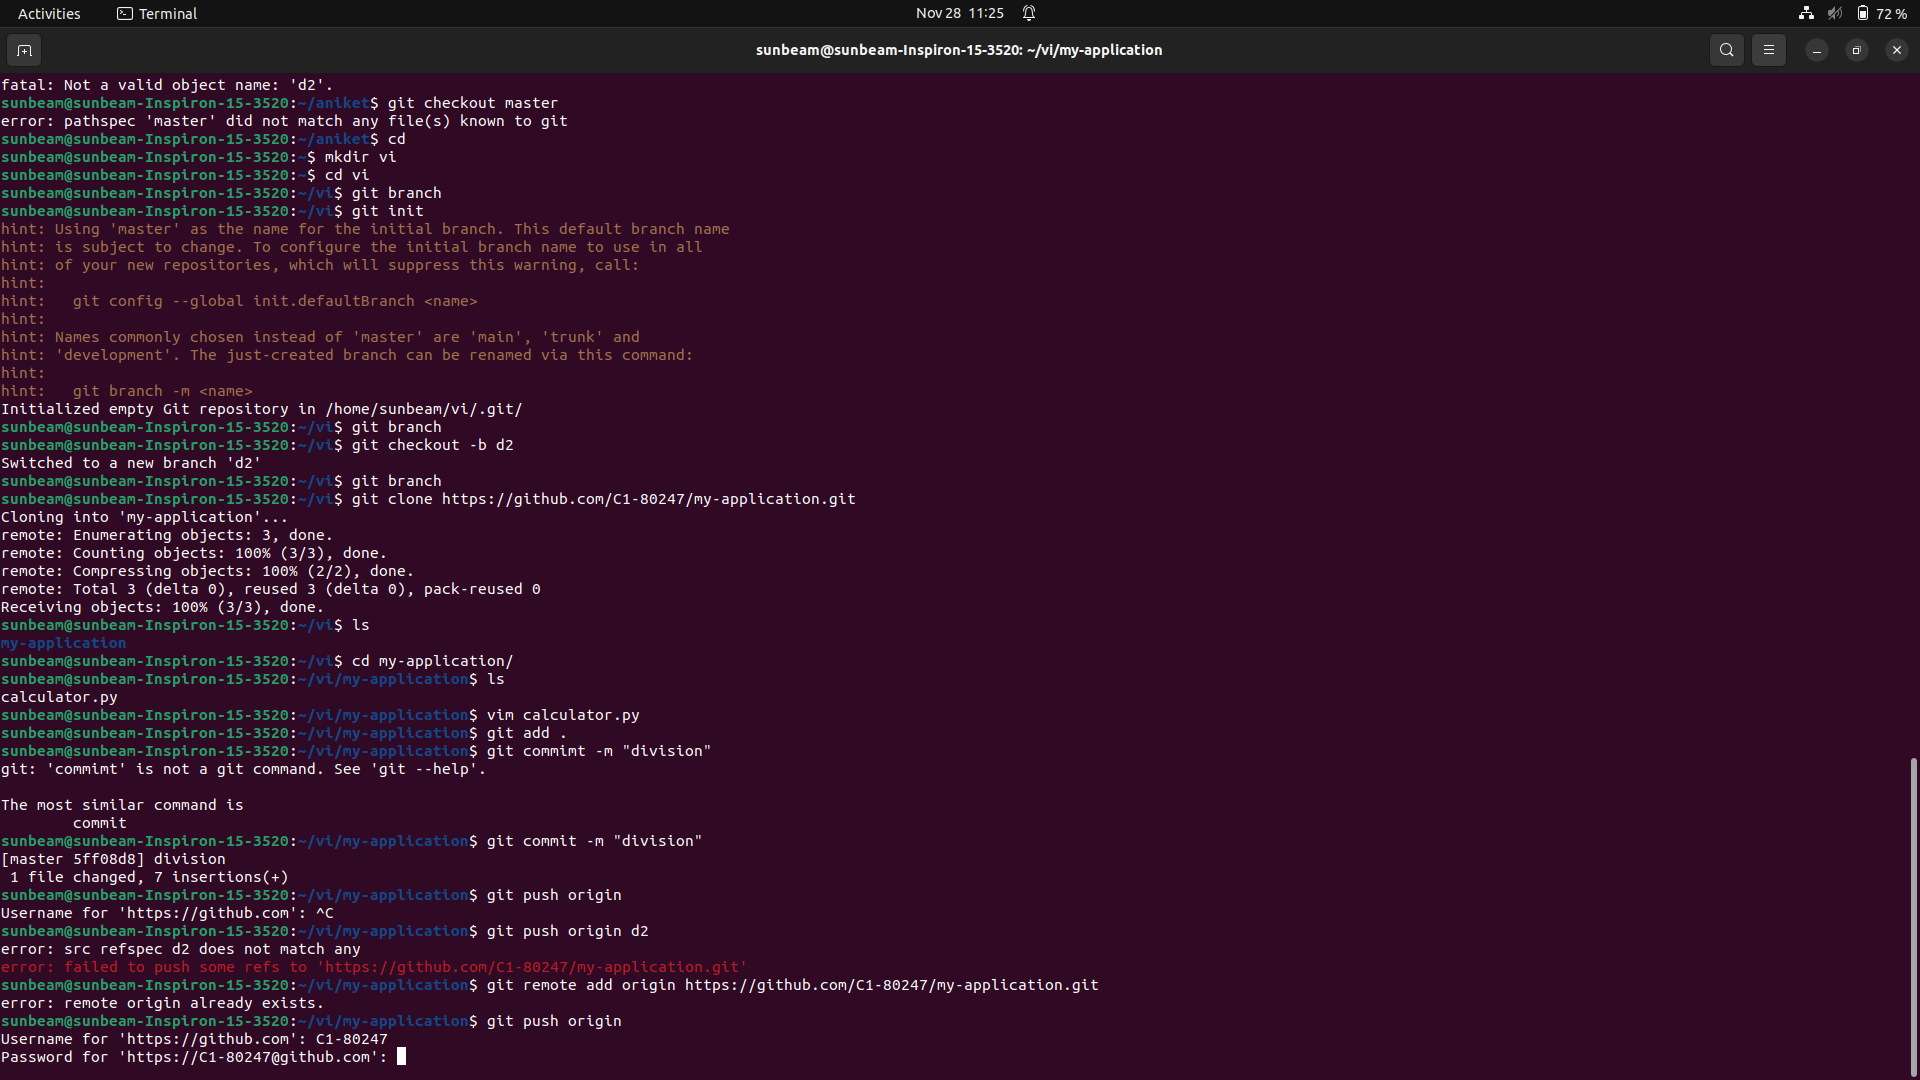 Activities
Terminal
Nov 28 11:25
72 %
sunbeam@sunbeam-Inspiron-15-3520: ~/vi/my-application
fatal: Not a valid object name: 'd2'.
sunbeam@sunbeam-Inspiron-15-3520:~/aniket$ git checkout master
error: pathspec 'master' did not match any file(s) known to git
sunbeam@sunbeam-Inspiron-15-3520:~/aniket$ cd
sunbeam@sunbeam-Inspiron-15-3520:~$ mkdir vi
sunbeam@sunbeam-Inspiron-15-3520:~$ cd vi
sunbeam@sunbeam-Inspiron-15-3520:~/vi$ git branch
sunbeam@sunbeam-Inspiron-15-3520:~/vi$ git init
hint: Using 'master' as the name for the initial branch. This default branch name
hint: is subject to change. To configure the initial branch name to use in all
hint: of your new repositories, which will suppress this warning, call:
hint:
hint:   git config --global init.defaultBranch <name>
hint:
hint: Names commonly chosen instead of 'master' are 'main', 'trunk' and
hint: 'development'. The just-created branch can be renamed via this command:
hint:
hint:   git branch -m <name>
Initialized empty Git repository in /home/sunbeam/vi/.git/
sunbeam@sunbeam-Inspiron-15-3520:~/vi$ git branch
sunbeam@sunbeam-Inspiron-15-3520:~/vi$ git checkout -b d2
Switched to a new branch 'd2'
sunbeam@sunbeam-Inspiron-15-3520:~/vi$ git branch
sunbeam@sunbeam-Inspiron-15-3520:~/vi$ git clone https://github.com/C1-80247/my-application.git
Cloning into 'my-application'...
remote: Enumerating objects: 3, done.
remote: Counting objects: 100% (3/3), done.
remote: Compressing objects: 100% (2/2), done.
remote: Total 3 (delta 0), reused 3 (delta 0), pack-reused 0
Receiving objects: 100% (3/3), done.
sunbeam@sunbeam-Inspiron-15-3520:~/vi$ ls
my-application
sunbeam@sunbeam-Inspiron-15-3520:~/vi$ cd my-application/
sunbeam@sunbeam-Inspiron-15-3520:~/vi/my-application$ ls
calculator.py
sunbeam@sunbeam-Inspiron-15-3520:~/vi/my-application$ vim calculator.py
sunbeam@sunbeam-Inspiron-15-3520:~/vi/my-application$ git add .
sunbeam@sunbeam-Inspiron-15-3520:~/vi/my-application$ git commimt -m "division"
git: 'commimt' is not a git command. See 'git --help'.
The most similar command is
commit
sunbeam@sunbeam-Inspiron-15-3520:~/vi/my-application$ git commit -m "division"
[master 5ff08d8] division
1 file changed, 7 insertions(+)
sunbeam@sunbeam-Inspiron-15-3520:~/vi/my-application$ git push origin
Username for 'https://github.com': ^C
sunbeam@sunbeam-Inspiron-15-3520:~/vi/my-application$ git push origin d2
error: src refspec d2 does not match any
error: failed to push some refs to 'https://github.com/C1-80247/my-application.git'
sunbeam@sunbeam-Inspiron-15-3520:~/vi/my-application$ git remote add origin https://github.com/C1-80247/my-application.git
error: remote origin already exists.
sunbeam@sunbeam-Inspiron-15-3520:~/vi/my-application$ git push origin
Username for 'https://github.com': C1-80247
Password for 'https://C1-80247@github.com':